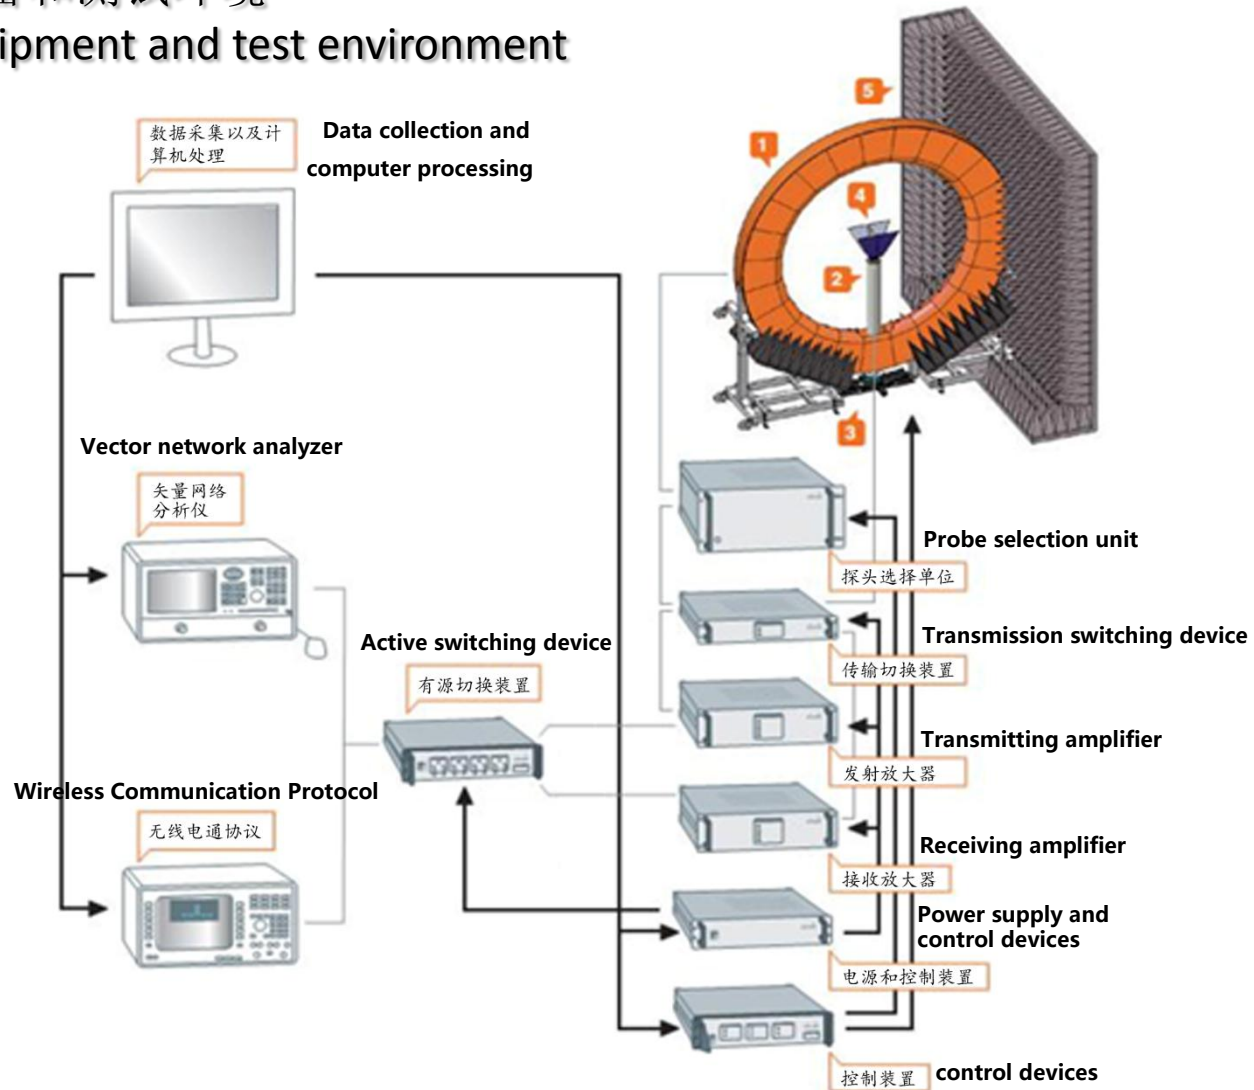 ipment and test environment
数据采集以及计
算机处理
Data collection and
computer processing
5
1
4
2
3
Vector network analyzer
矢量网络
分析仪
Probe selection unit
探头选择单位
Active switching device
有源切换装置
Transmission switching device
传输切换装置
Transmitting amplifier
发射放大器
Wireless Communication Protocol
无线电通协议
Receiving amplifier
接收放大器
Power supply and
control devices
电源和控制装置
控制装置
control devices